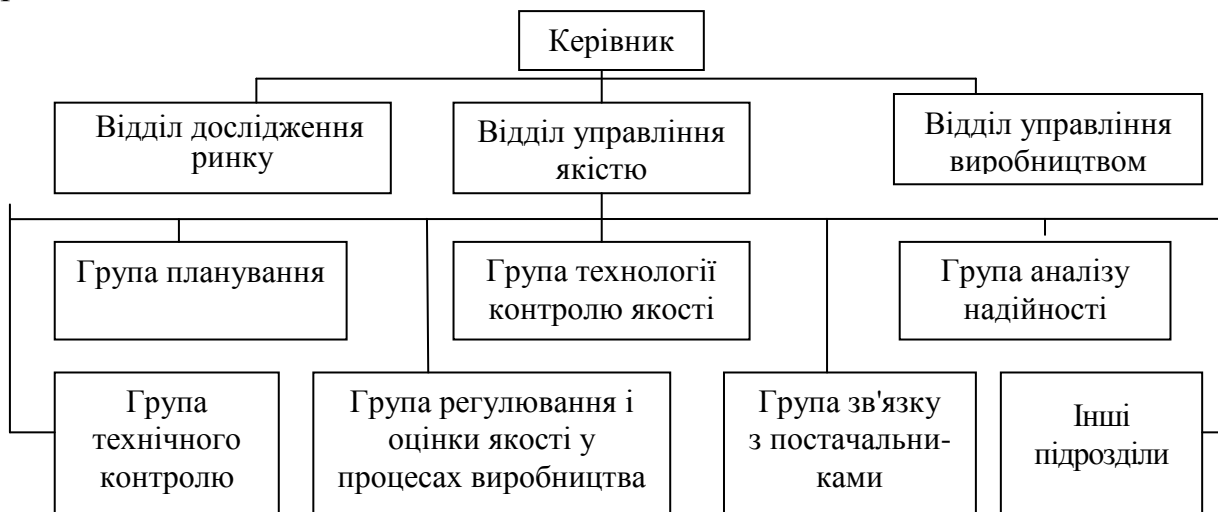 Керівник
Відділ дослідження
ринку
Відділ управління
якістю
Відділ управління
виробництвом
Група планування
Група технології
контролю якості
Група аналізу
надійності
Група
технічного
контролю
Група регулювання і
оцінки якості у
процесах виробництва
Група зв'язку
з постачальни-
ками
Інші
підрозділи